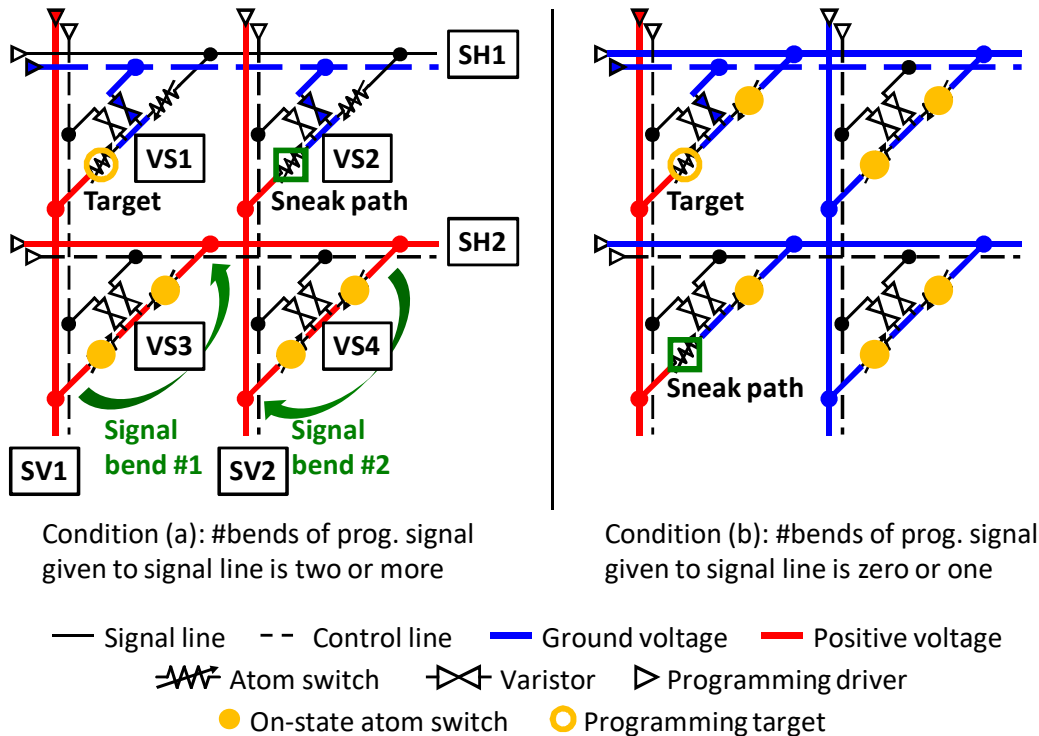 SH1
VS1
VS2
Target
Sneak path
SH2
VS3
VS4
Signal
bend #1
Signal
bend #2
SV1
SV2
Target
Sneak path
Condition (a): #bends of prog. signal
given to signal line is two or more
Condition (b): #bends of prog. signal
given to signal line is zero or one
Signal line
Control line
Ground voltage
Positive voltage
Atom switch
Varistor
Programming driver
On-state atom switch
Programming target